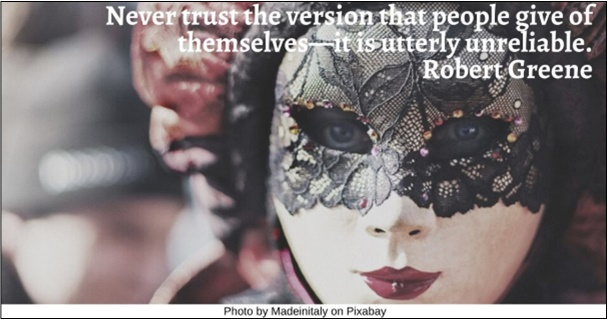 Never trust the version that people give of
themselves—it is utterly unreliable.
Robert Greene
Photo by Madeinitaly on Pixabay